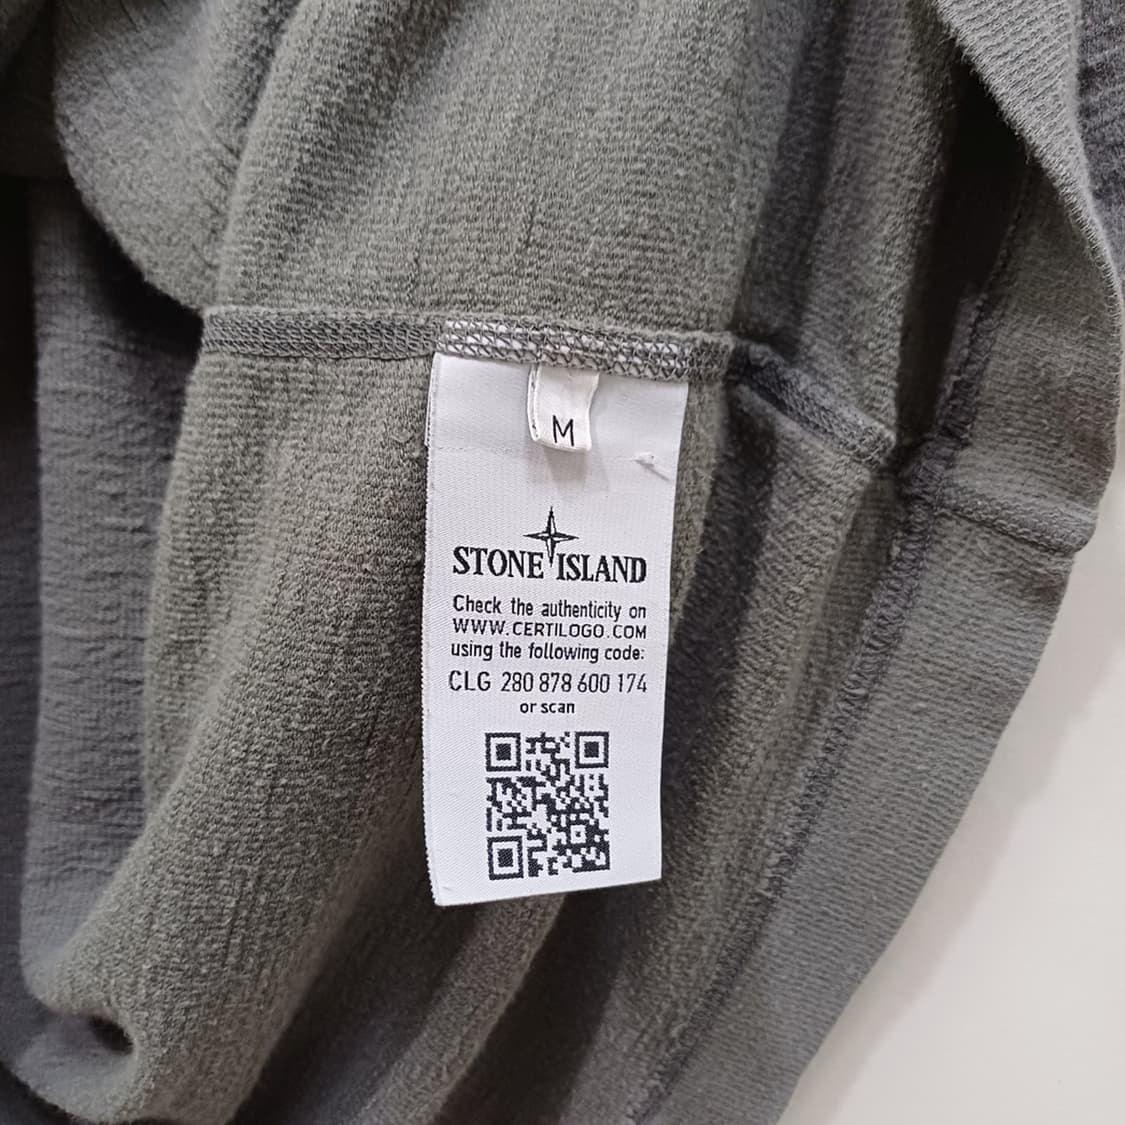 M
STONE ISLAND
Check the authenticity on
WWW.CERTILOGO.COM
using the following code:
CLG 280 878 600 174
or scan